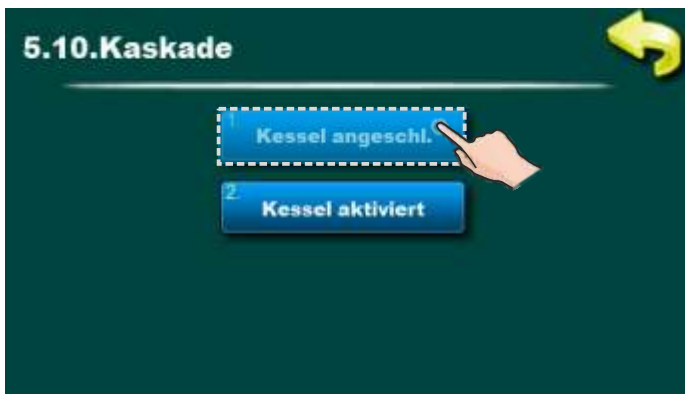 5.10.Kaskade
1.
Kessel angeschl.
2.
Kessel aktiviert